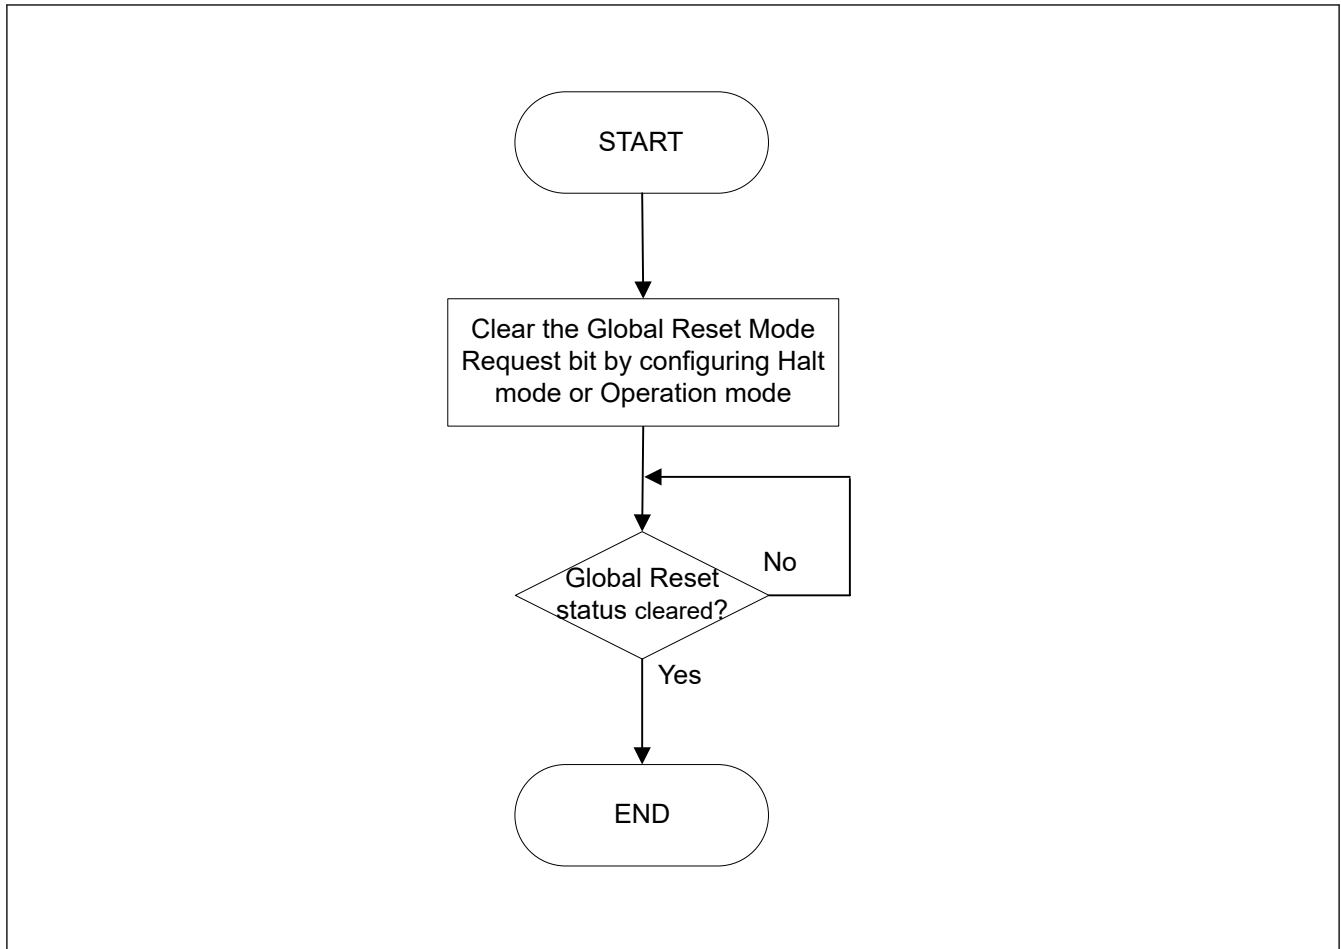 START
Clear the Global Reset Mode
Request bit by configuring Halt
mode or Operation mode
No
Global Reset
status cleared?
Yes
END